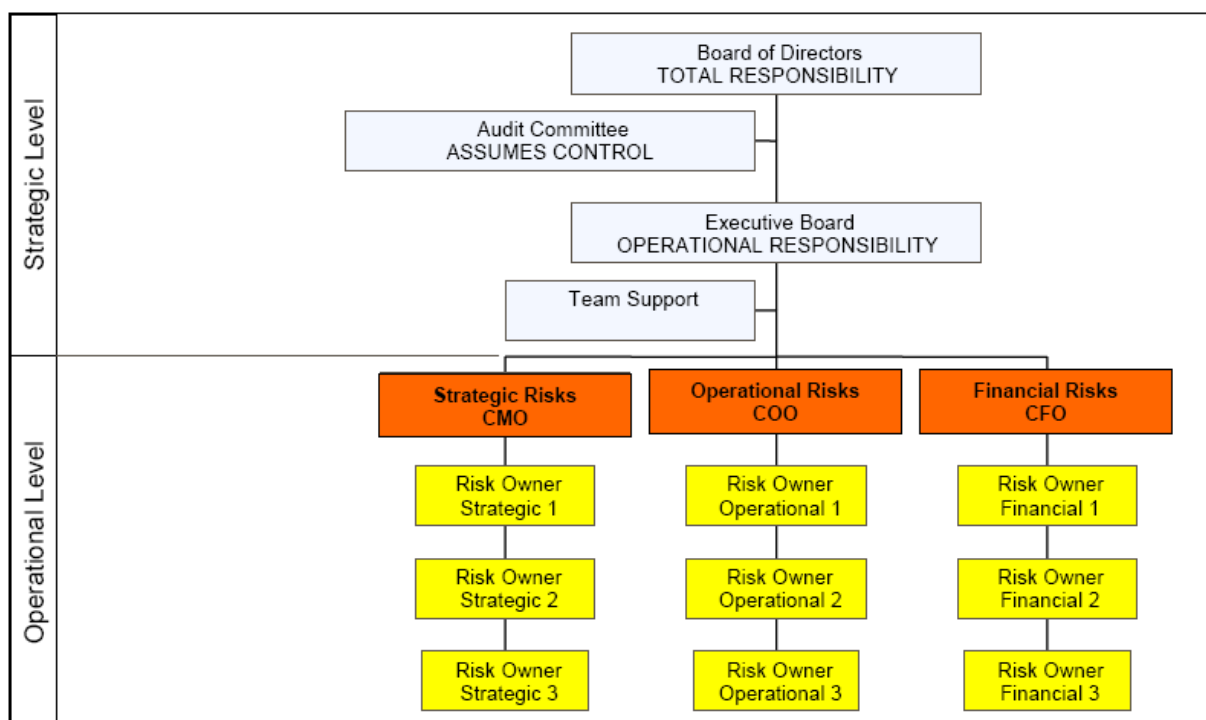 Strategic Level
Board of Directors
TOTAL RESPONSIBILITY
Audit Committee
ASSUMES CONTROL
Executive Board
OPERATIONAL RESPONSIBILITY
Team Support
Operational Level
Strategic Risks
CMO
Operational Risks
COO
Financial Risks
CFO
Risk Owner
Strategic 1
Risk Owner
Operational 1
Risk Owner
Financial 1
Risk Owner
Strategic 2
Risk Owner
Operational 2
Risk Owner
Financial 2
Risk Owner
Strategic 3
Risk Owner
Operational 3
Risk Owner
Financial 3